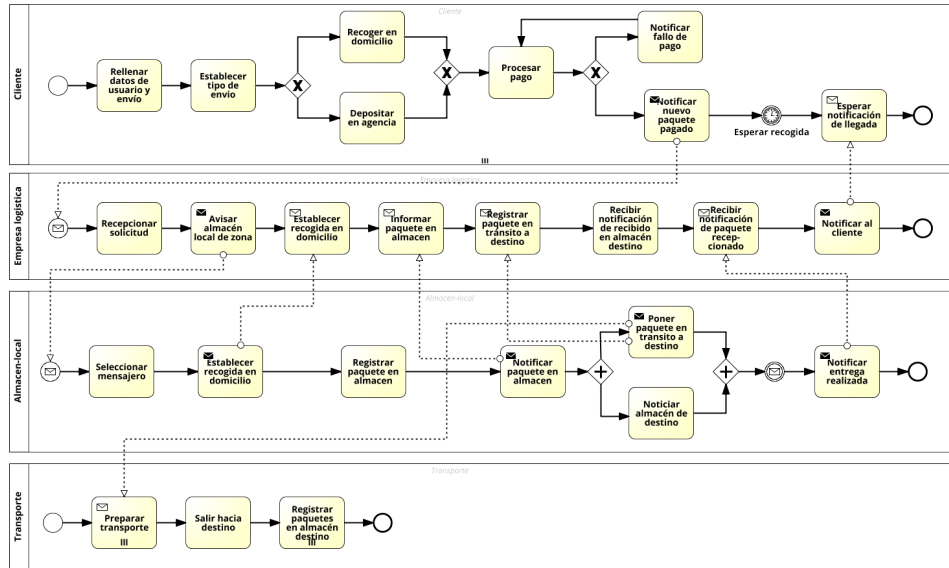 Cliente
Cliente
Rellenar
datos de
usuario y
envío
Establecer
tipo de
envio
X
Recoger en
domicilio
Depositar
en agencia
X
Procesar
pago
X
Notificar
fallo de
pago
Notificar
nuevo
paquete
pagado
Esperar recogida
Esperar
notificación
de llegada
Empresa logística
Empresa logistica
Recepcionar
solicitud
Avisar
almacén
local de zona
Establecer
recogida en
domicilio
Informar
paquete en
almacen
Registrar
paquete en
tránsito a
destino
Recibir
notificación
de recibido
en almacén
destino
Recibir
notificación
de paquete
recep-
cionado
Notificar al
cliente
Almacen-local
Almacen-local
Seleccionar
mensajero
Establecer
recogida en
domicilio
Registrar
paquete en
almacen
Notificar
paquete en
almacen
Poner
paquete en
transito a
destino
Noticiar
almacén de
destino
Notificar
entrega
realizada
Transporte
Transporte
Preparar
transporte
Salir hacia
destino
Registrar
paquetes
en almacén
destino